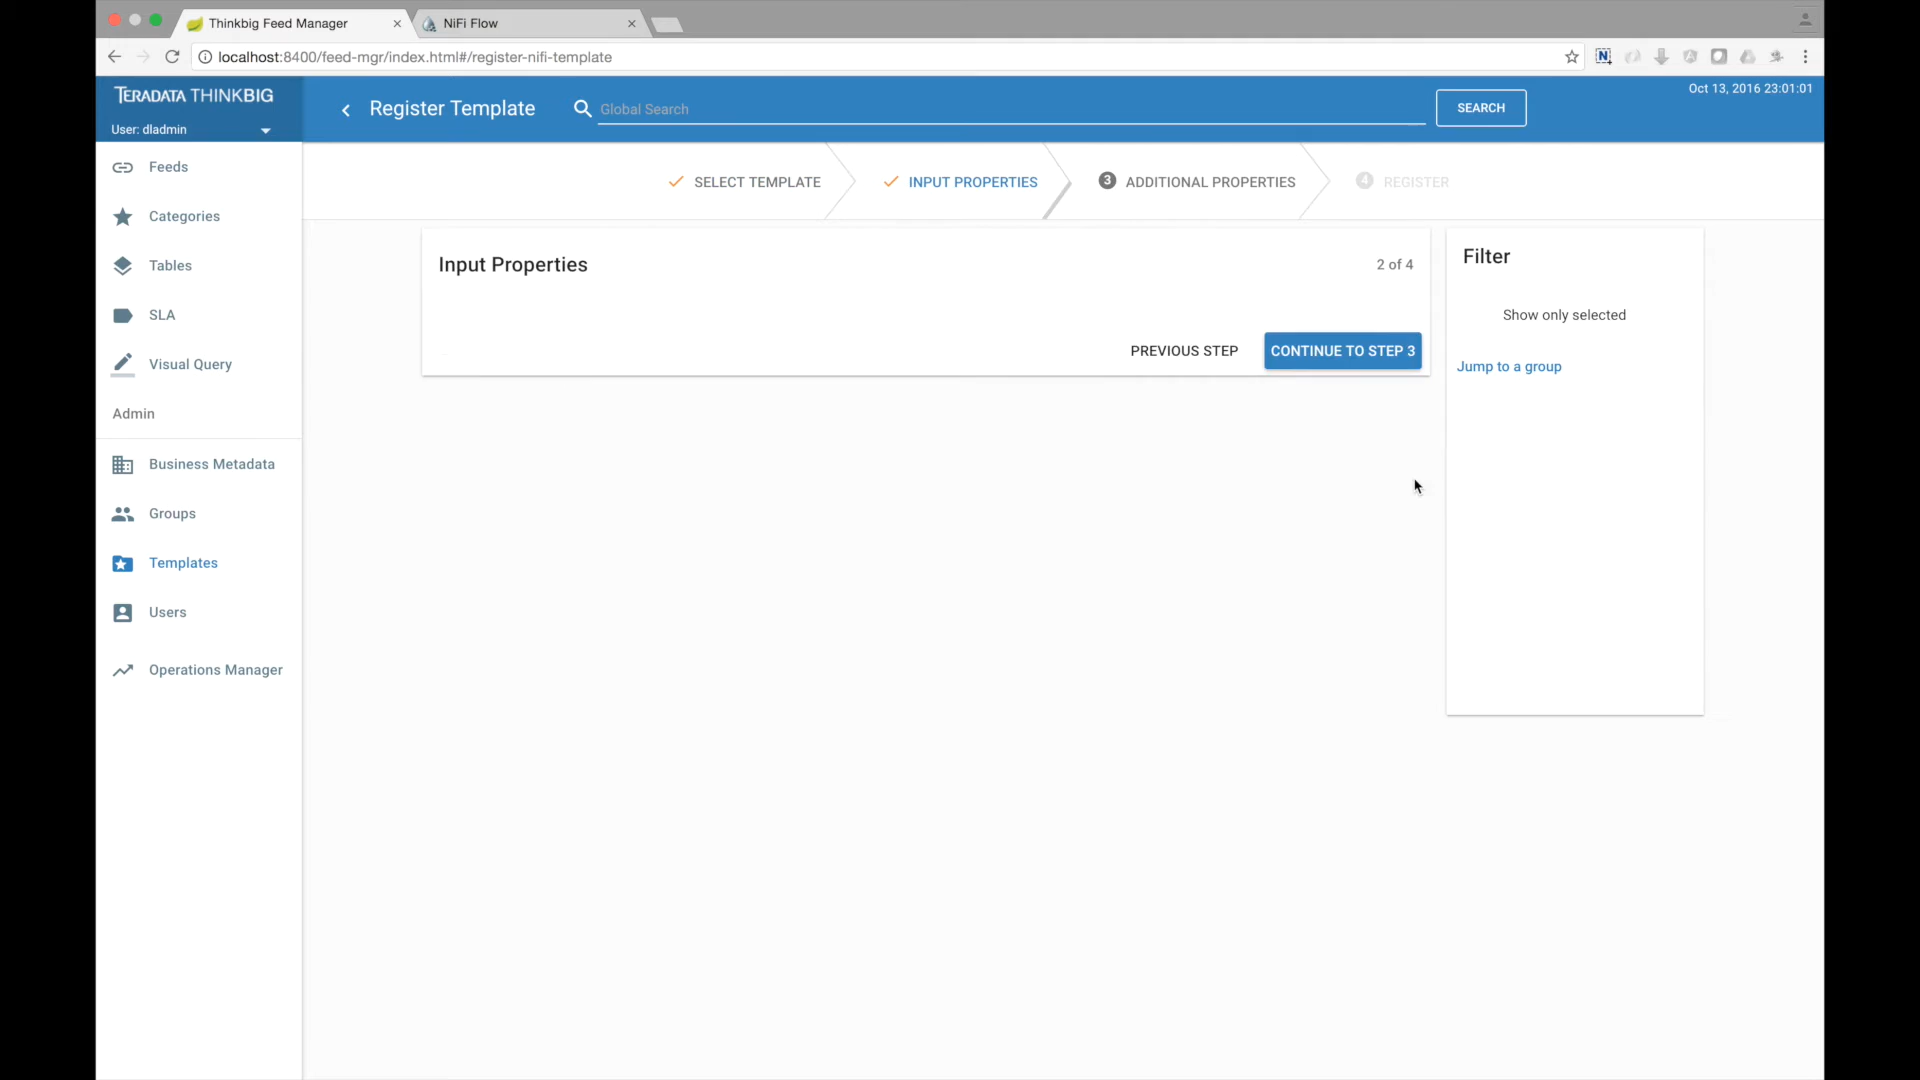 Thinkbig Feed Manager
NiFi Flow
localhost:8400/feed-mgr/index.html#/register-nifi-template
TERADATA THINKBIG
User: dladmin
Register Template
Global Search
SEARCH
Oct 13, 2016 23:01:01
SELECT TEMPLATE
INPUT PROPERTIES
3 ADDITIONAL PROPERTIES
4 REGISTER
Feeds
Categories
Tables
SLA
Visual Query
Admin
Business Metadata
Groups
Templates
Users
Operations Manager
Input Properties
2 of 4
PREVIOUS STEP
CONTINUE TO STEP 3
Filter
Show only selected
Jump to a group